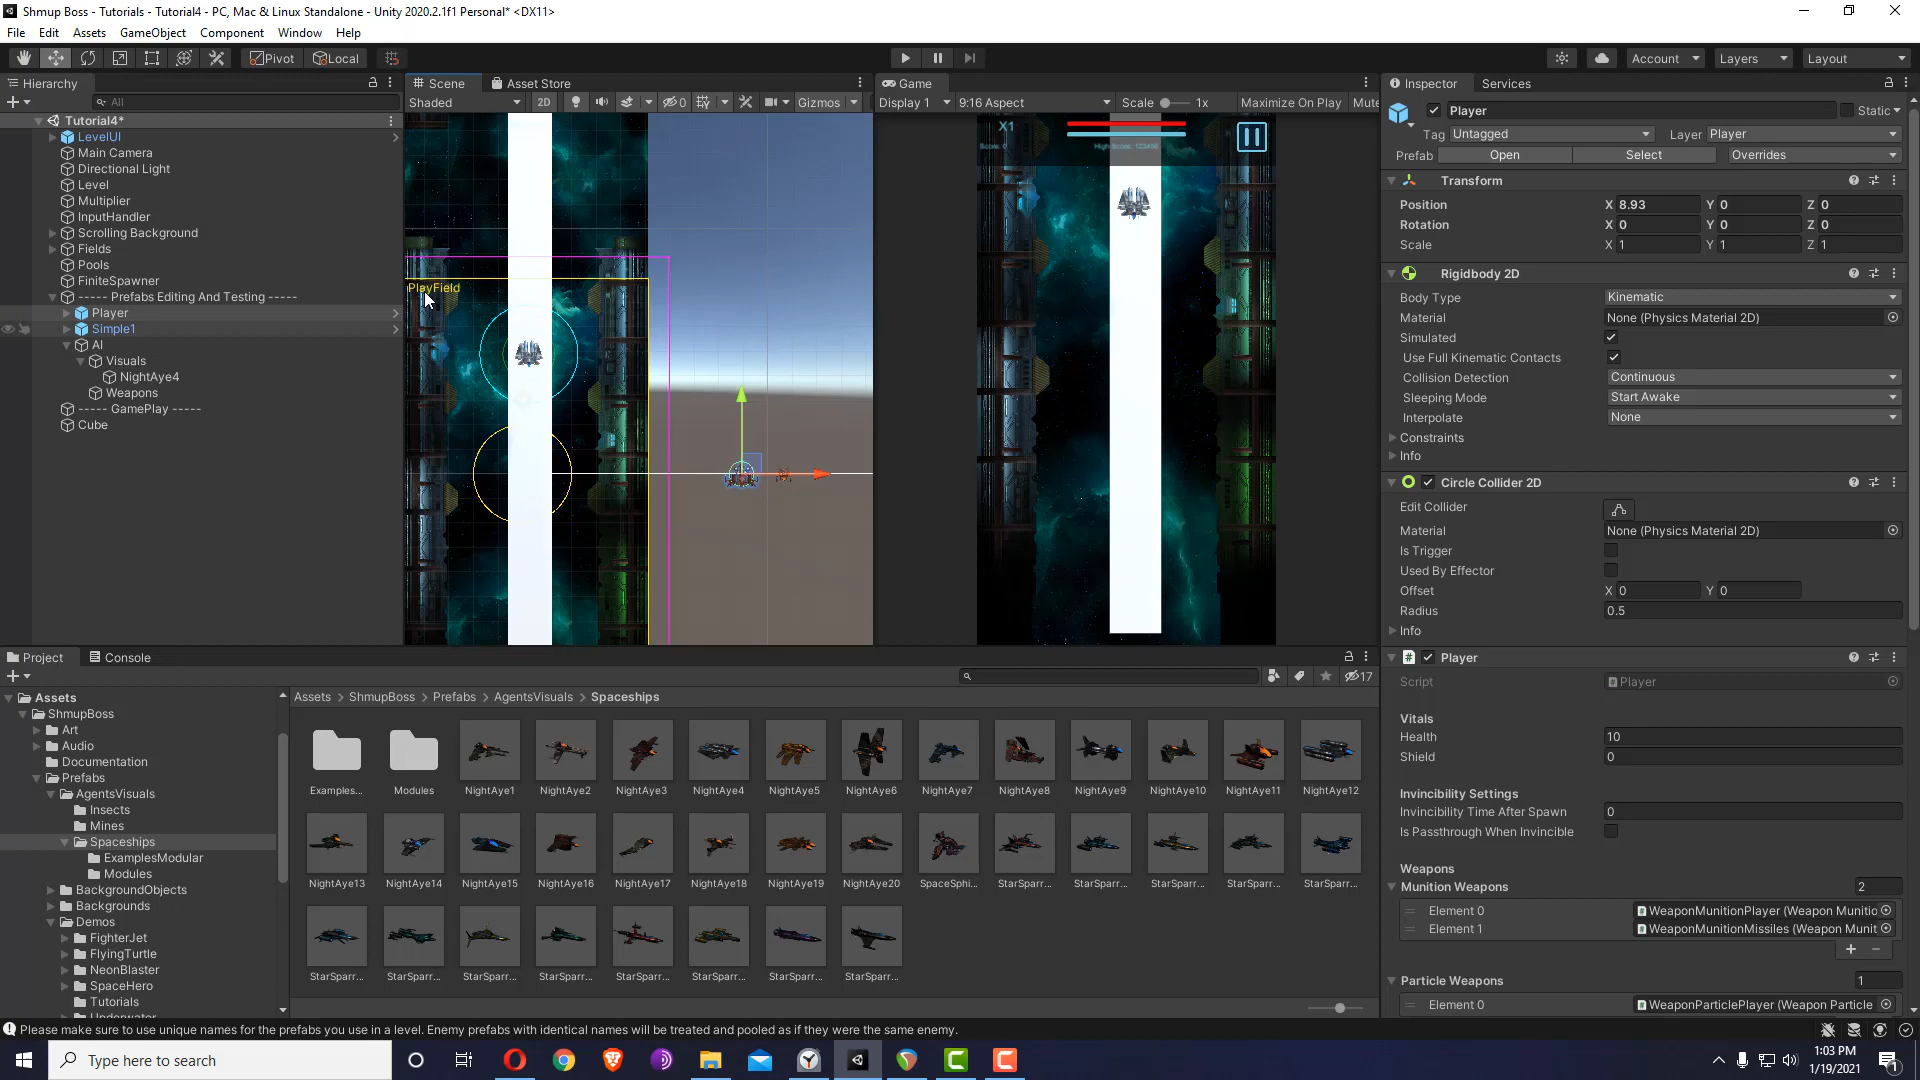 Shmup Boss - Tutorials - Tutorial4 - PC, Mac & Linux Standalone - Unity 2020.2.1f1 Personal* <DX11>
File Edit Assets GameObject Component Window Help
Pivot Local Account Layers Layout
Hierarchy
All
Tutorial4*
LevelUI
Main Camera
Directional Light
Level
Multiplier
InputHandler
Scrolling Background
Fields
Pools
FiniteSpawner
----- Prefabs Editing And Testing -----
Player
Simple1
AI
Visuals
NightAye4
Weapons
----- GamePlay -----
Cube
Scene Asset Store
Shaded 2D 0 Gizmos
PlayField
Game
Display 1 9:16 Aspect Scale 1x Maximize On Play Mute
X1
Score: 0
High Score: 123456
Inspector Services
Player Static
Tag Untagged Layer Player
Prefab Open Select Overrides
Transform
Position X 8.93 Y 0 Z 0
Rotation X 0 Y 0 Z 0
Scale X 1 Y 1 Z 1
Rigidbody 2D
Body Type Kinematic
Material None (Physics Material 2D)
Simulated
Use Full Kinematic Contacts
Collision Detection Continuous
Sleeping Mode Start Awake
Interpolate None
Constraints
Info
Circle Collider 2D
Edit Collider
Material None (Physics Material 2D)
Is Trigger
Used By Effector
Offset X 0 Y 0
Radius 0.5
Info
Player
Script Player
Vitals
Health 10
Shield 0
Invincibility Settings
Invincibility Time After Spawn 0
Is Passthrough When Invincible
Weapons
Munition Weapons 2
Element 0 WeaponMunitionPlayer (Weapon Munitio
Element 1 WeaponMunitionMissiles (Weapon Munit
Particle Weapons 1
Element 0 WeaponParticlePlayer (Weapon Particle
Project Console
17
Assets
ShmupBoss
Art
Audio
Documentation
Prefabs
AgentsVisuals
Insects
Mines
Spaceships
ExamplesModular
Modules
BackgroundObjects
Backgrounds
Demos
FighterJet
FlyingTurtle
NeonBlaster
SpaceHero
Tutorials
Underwater
Assets > ShmupBoss > Prefabs > AgentsVisuals > Spaceships
Examples... Modules NightAye1 NightAye2 NightAye3 NightAye4 NightAye5 NightAye6 NightAye7 NightAye8 NightAye9 NightAye10 NightAye11 NightAye12
NightAye13 NightAye14 NightAye15 NightAye16 NightAye17 NightAye18 NightAye19 NightAye20 SpaceSphi... StarSparr... StarSparr... StarSparr... StarSparr... StarSparr...
StarSparr... StarSparr... StarSparr... StarSparr... StarSparr... StarSparr... StarSparr... StarSparr...
Please make sure to use unique names for the prefabs you use in a level. Enemy prefabs with identical names will be treated and pooled as if they were the same enemy.
Type here to search
1:03 PM
1/19/2021
1